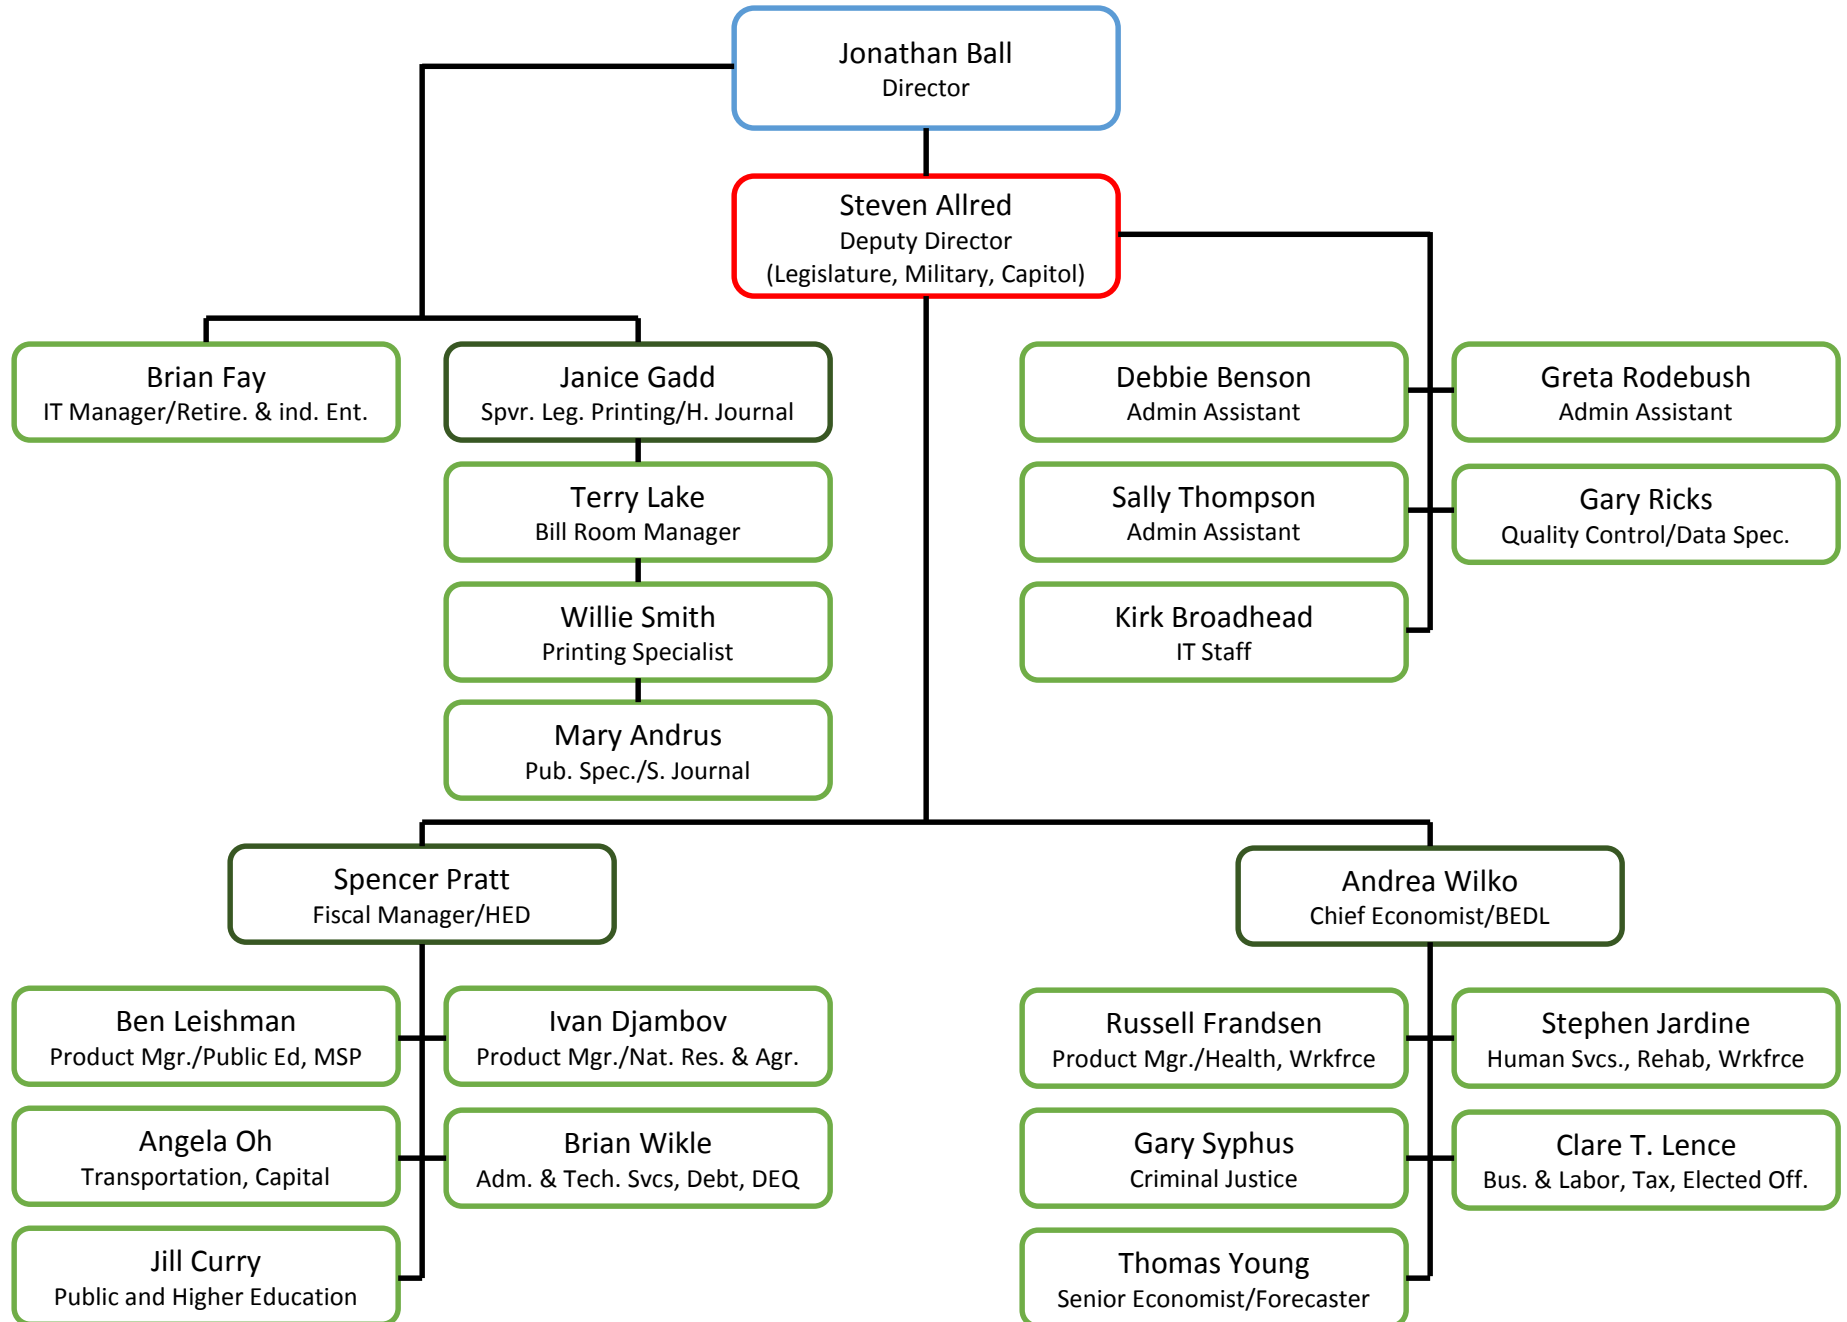 Jonathan Ball
Director
Steven Allred
Deputy Director
(Legislature, Military, Capitol)
Brian Fay
IT Manager/Retire. & ind. Ent.
Janice Gadd
Spvr. Leg. Printing/H. Journal
Debbie Benson
Admin Assistant
Greta Rodebush
Admin Assistant
Terry Lake
Bill Room Manager
Sally Thompson
Admin Assistant
Gary Ricks
Quality Control/Data Spec.
Willie Smith
Printing Specialist
Kirk Broadhead
IT Staff
Mary Andrus
Pub. Spec./S. Journal
Spencer Pratt
Fiscal Manager/HED
Andrea Wilko
Chief Economist/BEDL
Ben Leishman
Product Mgr./Public Ed, MSP
Ivan Djambov
Product Mgr./Nat. Res. & Agr.
Russell Frandsen
Product Mgr./Health, Wrkfrce
Stephen Jardine
Human Svcs., Rehab, Wrkfrce
Angela Oh
Transportation, Capital
Brian Wikle
Adm. & Tech. Svcs, Debt, DEQ
Gary Syphus
Criminal Justice
Clare T. Lence
Bus. & Labor, Tax, Elected Off.
Jill Curry
Public and Higher Education
Thomas Young
Senior Economist/Forecaster